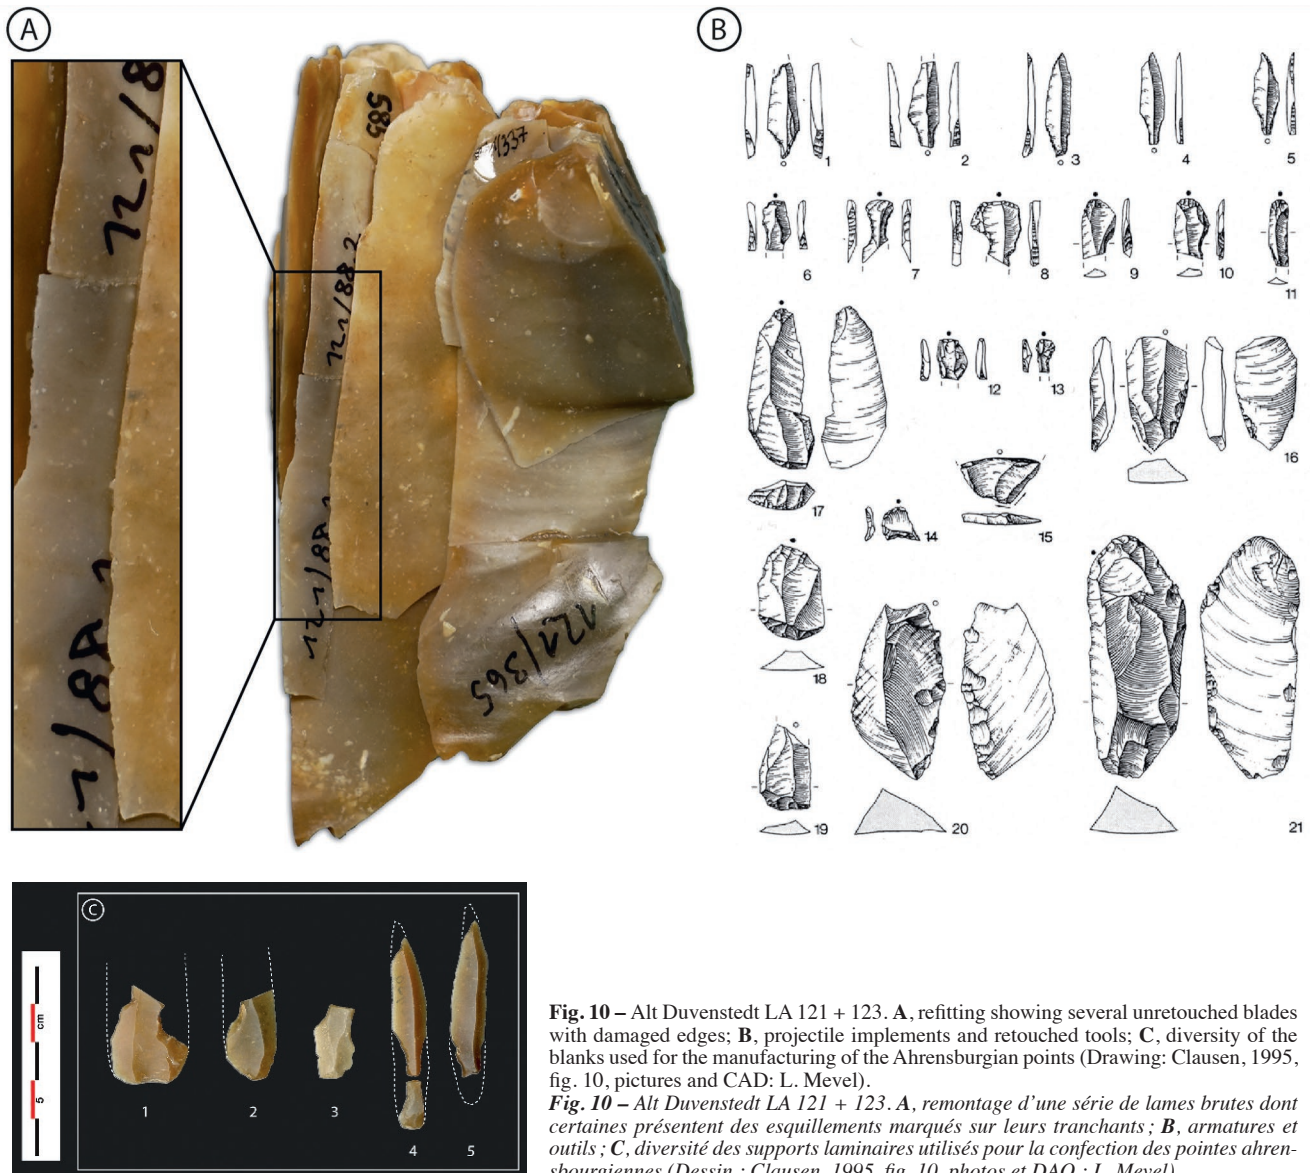 A
B
585
1337
121/88 2
121/88 1
121/365
1
2
3
4
5
6
7
8
9
10
11
12
13
14
15
16
17
18
19
20
21
C
cm
5
1
2
3
4
5
Fig. 10 – Alt Duvenstedt LA 121 + 123. A, refitting showing several unretouched blades
with damaged edges; B, projectile implements and retouched tools; C, diversity of the
blanks used for the manufacturing of the Ahrensburgian points (Drawing: Clausen, 1995,
fig. 10, pictures and CAD: L. Mevel).
Fig. 10 – Alt Duvenstedt LA 121 + 123. A, remontage d’une série de lames brutes dont
certaines présentent des esquillements marqués sur leurs tranchants ; B, armatures et
outils ; C, diversité des supports laminaires utilisés pour la confection des pointes ahren-
sbourgiennes (Dessin : Clausen, 1995, fig. 10, photos et DAO : L. Mevel).